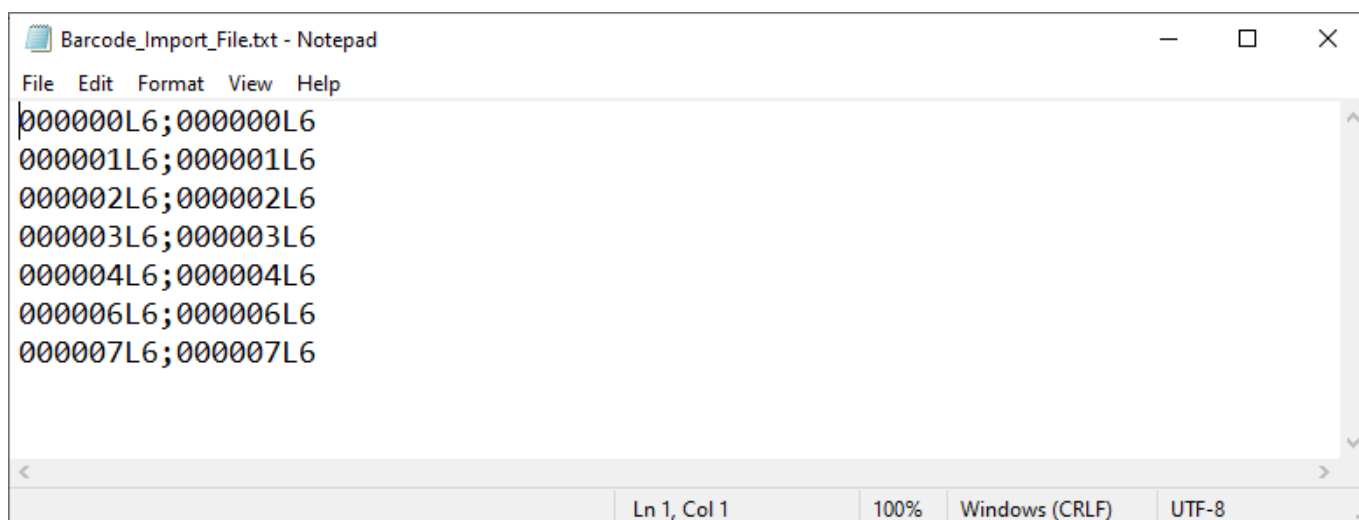 Barcode_Import_File.txt - Notepad
File Edit Format View Help
000000L6;000000L6
000001L6;000001L6
000002L6;000002L6
000003L6;000003L6
000004L6;000004L6
000006L6;000006L6
000007L6;000007L6
Ln 1, Col 1 100% Windows (CRLF) UTF-8